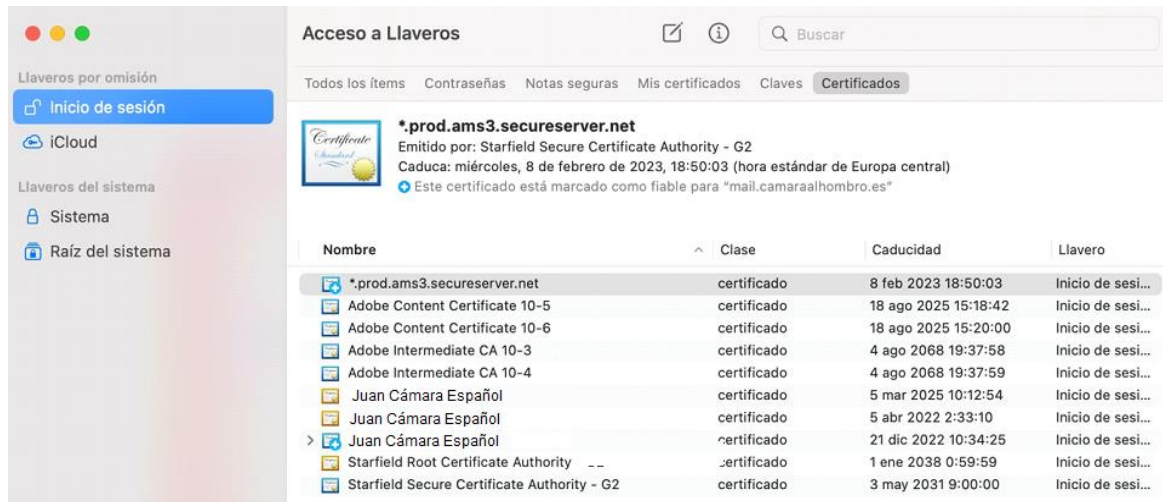 Acceso a Llaveros
Buscar
Llaveros por omisión
Inicio de sesión
iCloud
Llaveros del sistema
Sistema
Raíz del sistema
Todos los ítems Contraseñas Notas seguras Mis certificados Claves Certificados
Certificate
Standard
*.prod.ams3.secureserver.net
Emitido por: Starfield Secure Certificate Authority - G2
Caduca: miércoles, 8 de febrero de 2023, 18:50:03 (hora estándar de Europa central)
Este certificado está marcado como fiable para “mail.camaraalhombro.es”
Nombre Clase Caducidad Llavero
*.prod.ams3.secureserver.net certificado 8 feb 2023 18:50:03 Inicio de sesi...
Adobe Content Certificate 10-5 certificado 18 ago 2025 15:18:42 Inicio de sesi...
Adobe Content Certificate 10-6 certificado 18 ago 2025 15:20:00 Inicio de sesi...
Adobe Intermediate CA 10-3 certificado 4 ago 2068 19:37:58 Inicio de sesi...
Adobe Intermediate CA 10-4 certificado 4 ago 2068 19:37:59 Inicio de sesi...
Juan Cámara Español certificado 5 mar 2025 10:12:54 Inicio de sesi...
Juan Cámara Español certificado 5 abr 2022 2:33:10 Inicio de sesi...
Juan Cámara Español certificado 21 dic 2022 10:34:25 Inicio de sesi...
Starfield Root Certificate Authority certificado 1 ene 2038 0:59:59 Inicio de sesi...
Starfield Secure Certificate Authority - G2 certificado 3 may 2031 9:00:00 Inicio de sesi...